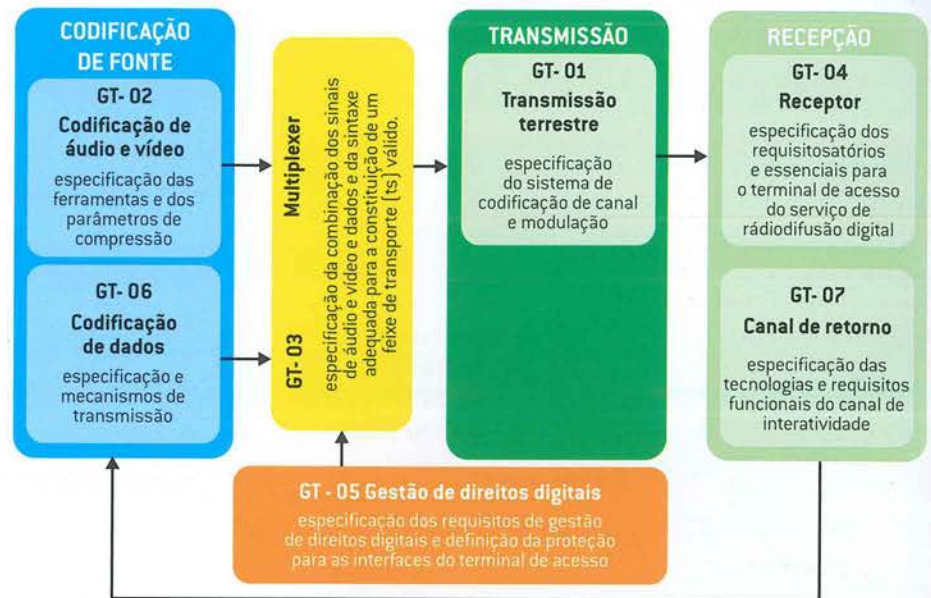 CODIFICAÇÃO
DE FONTE
GT- 02
Codificação de
áudio e vídeo
especificação das
ferramentas e dos
parâmetros de
compressão
GT- 06
Codificação
de dados
especificação e
mecanismos de
transmissão
GT- 03 Multiplexer
especificação da combinação dos sinais
de áudio e vídeo e dados e da sintaxe
adequada para a constituição de um
feixe de transporte (ts) válido.
TRANSMISSÃO
GT- 01
Transmissão
terrestre
especificação
do sistema de
codificação de canal
e modulação
RECEPÇÃO
GT- 04
Receptor
especificação dos
requisitosatórios
e essenciais para
o terminal de acesso
do serviço de
rádiodifusão digital
GT- 07
Canal de retorno
especificação das
tecnologias e requisitos
funcionais do canal de
interatividade
GT - 05 Gestão de direitos digitais
especificação dos requisitos de gestão
de direitos digitais e definição da proteção
para as interfaces do terminal de acesso